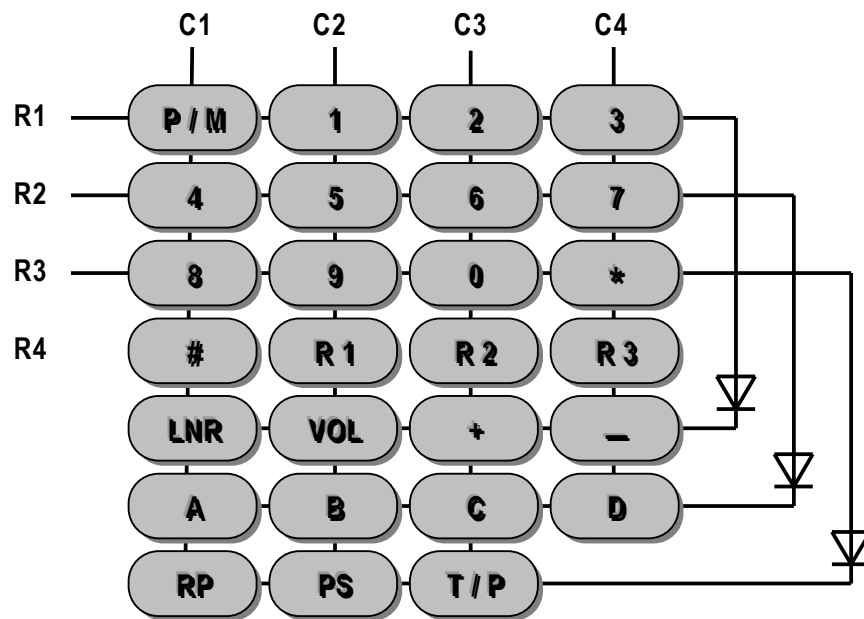 C1 C2 C3 C4
R1 P / M 1 2 3
R2 4 5 6 7
R3 8 9 0 *
R4 # R 1 R 2 R 3
LNR VOL + –
A B C D
RP PS T / P